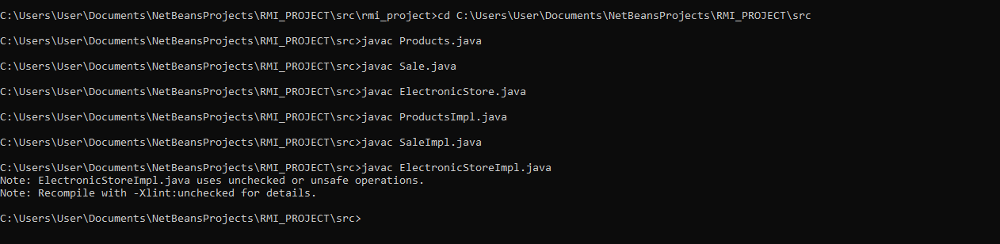 C:\Users\User\Documents\NetBeansProjects\RMI_PROJECT\src\rmi_project>cd C:\Users\User\Documents\NetBeansProjects\RMI_PROJECT\src
C:\Users\User\Documents\NetBeansProjects\RMI_PROJECT\src>javac Products.java
C:\Users\User\Documents\NetBeansProjects\RMI_PROJECT\src>javac Sale.java
C:\Users\User\Documents\NetBeansProjects\RMI_PROJECT\src>javac ElectronicStore.java
C:\Users\User\Documents\NetBeansProjects\RMI_PROJECT\src>javac ProductsImpl.java
C:\Users\User\Documents\NetBeansProjects\RMI_PROJECT\src>javac SaleImpl.java
C:\Users\User\Documents\NetBeansProjects\RMI_PROJECT\src>javac ElectronicStoreImpl.java
Note: ElectronicStoreImpl.java uses unchecked or unsafe operations.
Note: Recompile with -Xlint:unchecked for details.
C:\Users\User\Documents\NetBeansProjects\RMI_PROJECT\src>